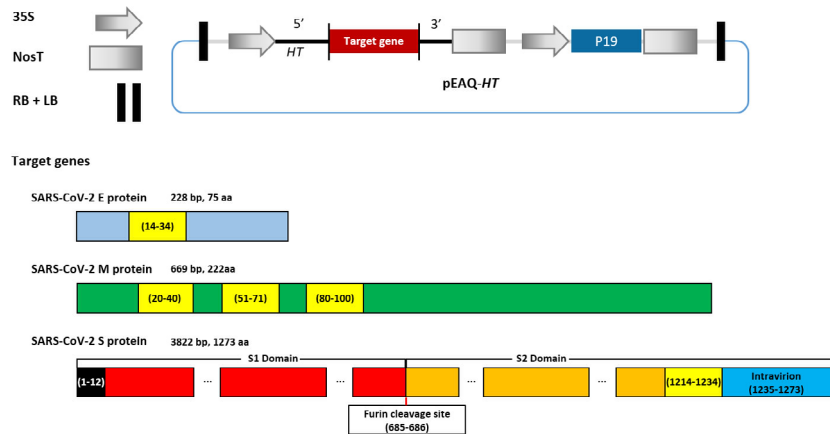 35S
NosT
RB + LB
5′
3′
HT
Target gene
P19
pEAQ-HT
Target genes
SARS-CoV-2 E protein 228 bp, 75 aa
(14-34)
SARS-CoV-2 M protein 669 bp, 222aa
(20-40) (51-71) (80-100)
SARS-CoV-2 S protein 3822 bp, 1273 aa
S1 Domain S2 Domain
(1-12) ... ... ... ... (1214-1234) Intravirion
(1235-1273)
Furin cleavage site
(685-686)